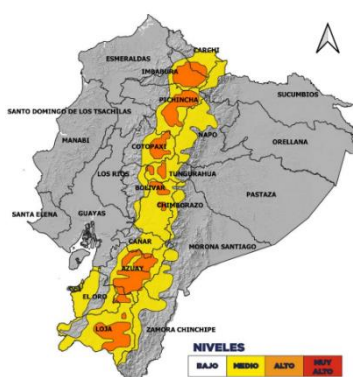 CARCHI
ESMERALDAS
IMBABURA
SUCUMBIOS
PICHINCHA
SANTO DOMINGO DE LOS TSACHILAS
NAPO
ORELLANA
MANABI
COTOPAXI
LOS RIOS
TUNGURAHUA
BOLIVAR
PASTAZA
CHIMBORAZO
SANTA ELENA
GUAYAS
CAÑAR
MORONA SANTIAGO
AZUAY
EL ORO
LOJA
ZAMORA CHINCHIPE
NIVELES
BAJO MEDIO ALTO MUY ALTO